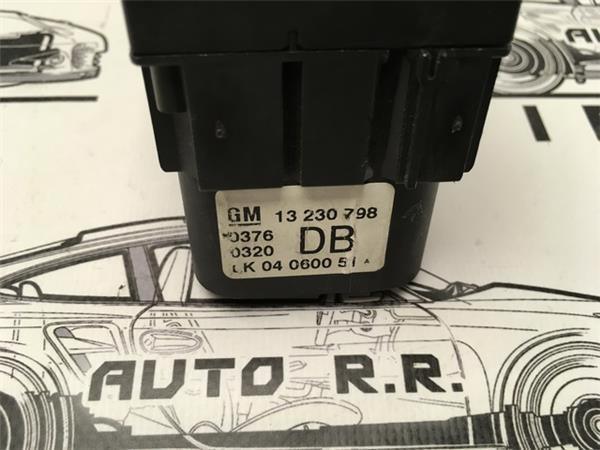 GM 13 230 798
0376 DB
0320
LK 04 0600 51 A
AUTO R.R.